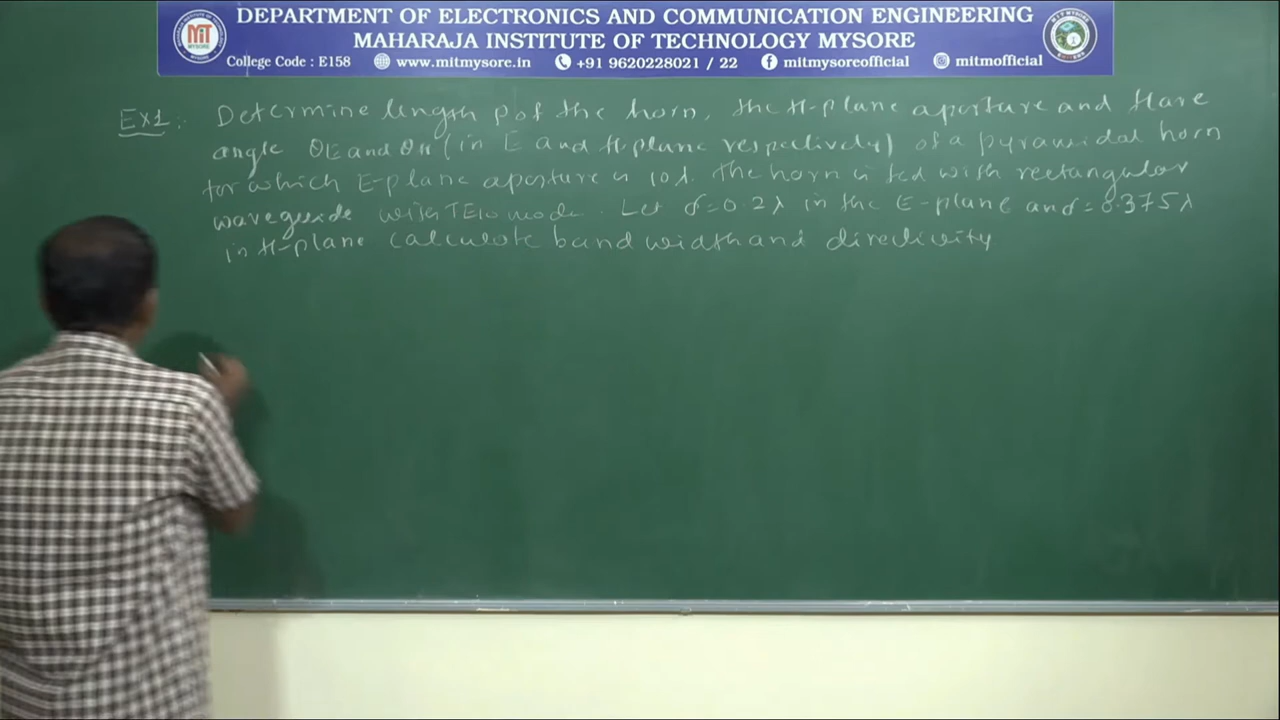 DEPARTMENT OF ELECTRONICS AND COMMUNICATION ENGINEERING
MAHARAJA INSTITUTE OF TECHNOLOGY MYSORE
College Code : E158 www.mitmysore.in +91 9620228021 / 22 mitmysoreofficial mitmofficial
MIT
MYSORE
Ex1:. Determine length ρ of the horn, the H-plane aperture and flare
angle θE and θH (in E and H-plane respectively) of a pyramidal horn
for which E-plane aperture is 10λ. The horn is fed with rectangular
waveguide with TE10 mode. Let σ=0.2λ in the E-plane and σ=0.375λ
in H-plane calculate bandwidth and directivity